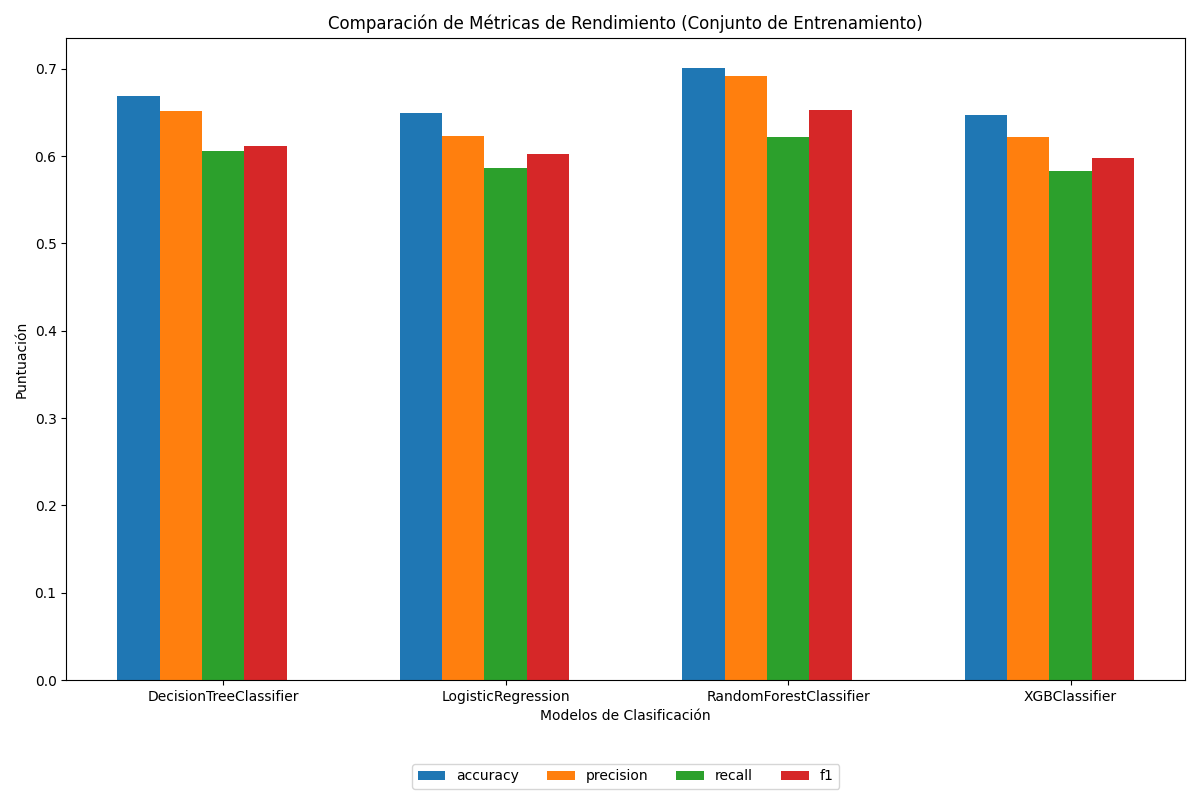 Comparación de Métricas de Rendimiento (Conjunto de Entrenamiento)
Puntuación
0.7
0.6
0.5
0.4
0.3
0.2
0.1
0.0
DecisionTreeClassifier LogisticRegression RandomForestClassifier XGBClassifier
Modelos de Clasificación
accuracy precision recall f1